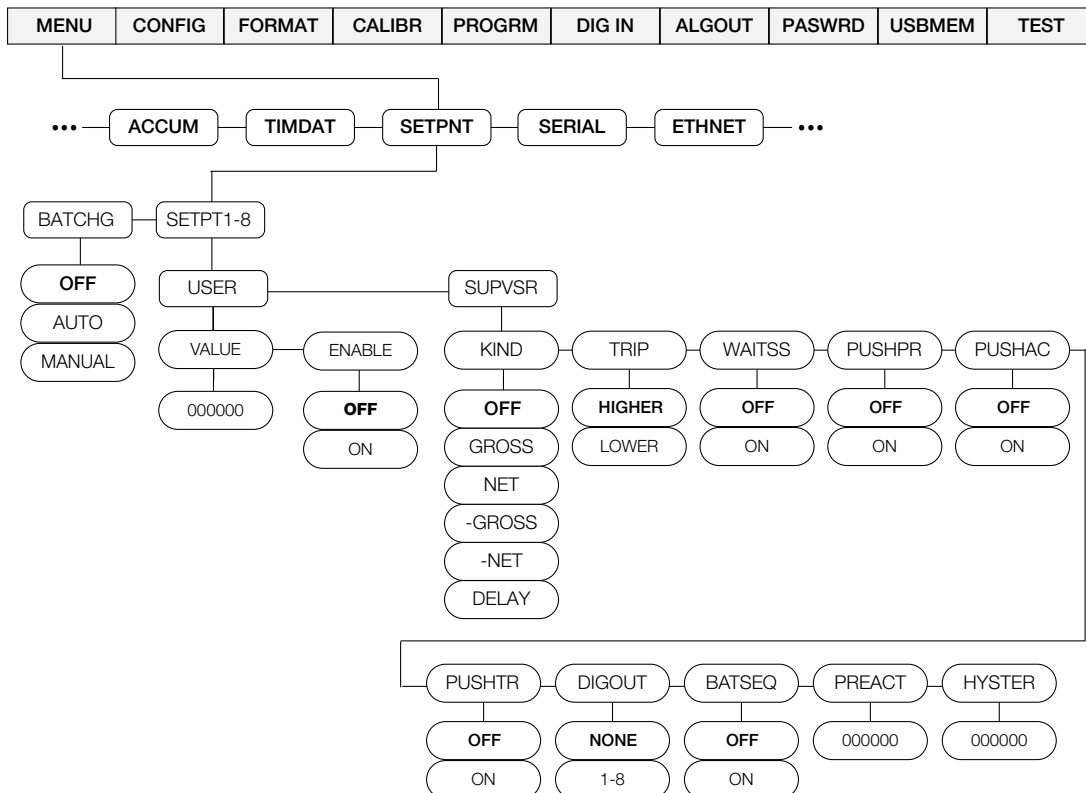 MENU CONFIG FORMAT CALIBR PROGRM DIG IN ALGOUT PASWRD USBMEM TEST
••• ACCUM TIMDAT SETPNT SERIAL ETHNET •••
BATCHG SETPT1-8
OFF USER SUPVSR
AUTO
MANUAL VALUE ENABLE KIND TRIP WAITSS PUSHPR PUSHAC
000000 OFF OFF HIGHER OFF OFF OFF
ON GROSS LOWER ON ON ON
NET
-GROSS
-NET
DELAY
PUSHTR DIGOUT BATSEQ PREACT HYSTER
OFF NONE OFF 000000 000000
ON 1-8 ON